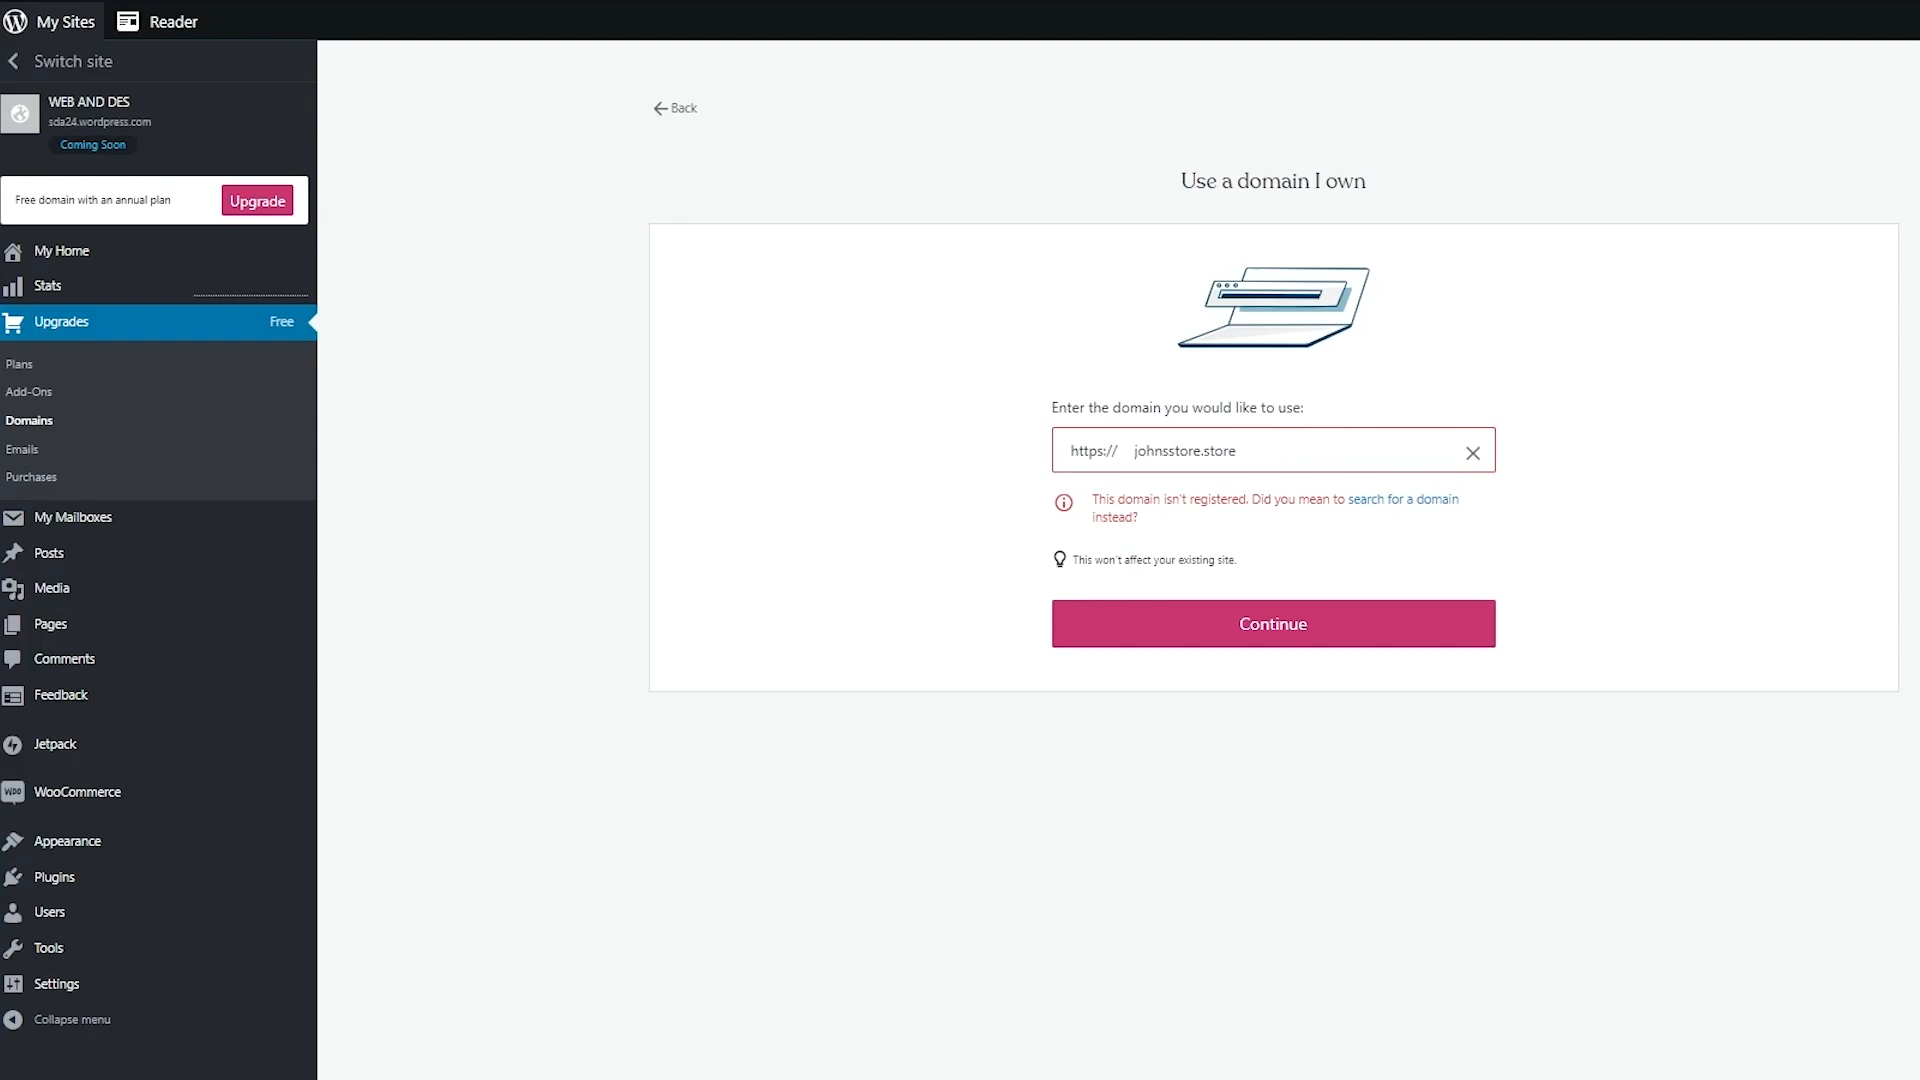 My Sites
Reader
Switch site
WEB AND DES
sda24.wordpress.com
Coming Soon
Free domain with an annual plan
Upgrade
My Home
Stats
Upgrades
Free
Plans
Add-Ons
Domains
Emails
Purchases
My Mailboxes
Posts
Media
Pages
Comments
Feedback
Jetpack
Woo
WooCommerce
Appearance
Plugins
Users
Tools
Settings
Collapse menu
Back
Use a domain I own
Enter the domain you would like to use:
https:// johnsstore.store
This domain isn't registered. Did you mean to search for a domain
instead?
This won't affect your existing site.
Continue